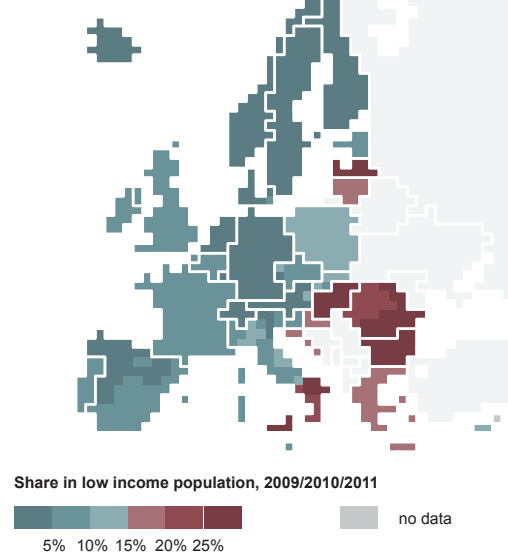 Share in low income population, 2009/2010/2011
no data
5% 10% 15% 20% 25%